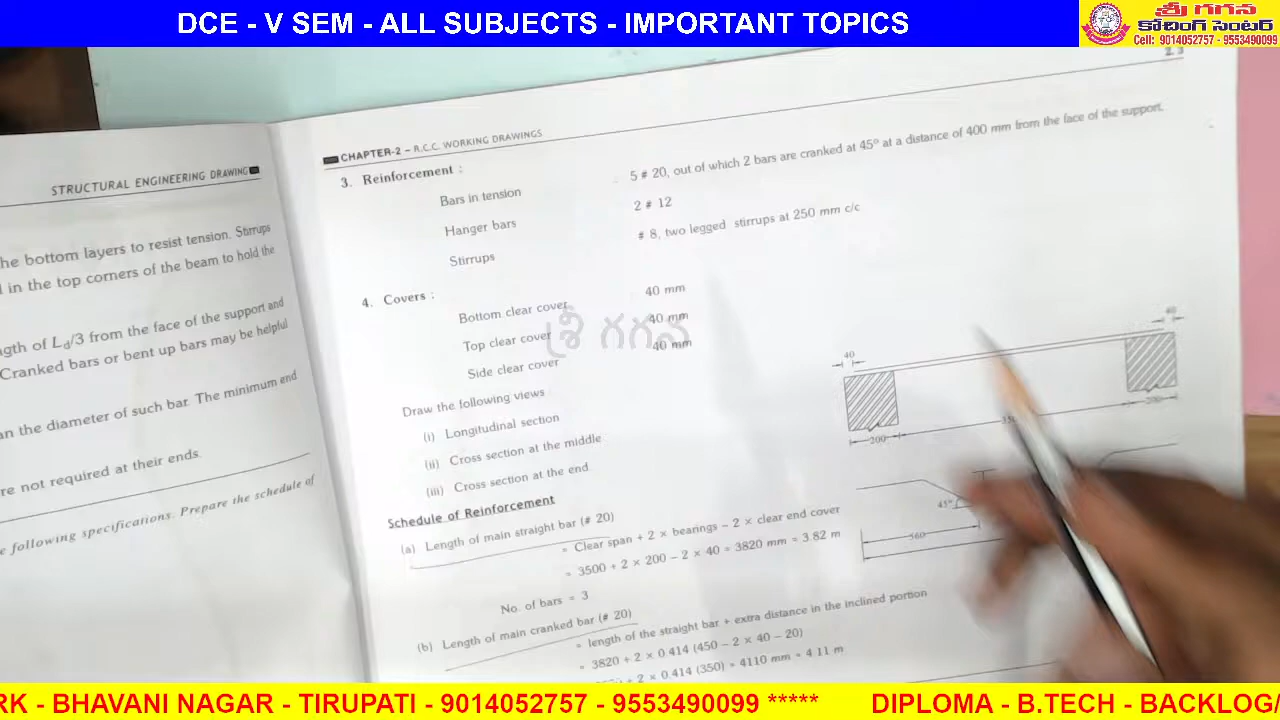 DCE - V SEM - ALL SUBJECTS - IMPORTANT TOPICS
శ్రీ గగన
కోచింగ్ సెంటర్
Cell: 9014052757 - 9553490099
STRUCTURAL ENGINEERING DRAWING
he bottom layers to resist tension. Stirrups
in the top corners of the beam to hold the
ngth of Ld/3 from the face of the support and
Cranked bars or bent up bars may be helpful
an the diameter of such bar. The minimum end
re not required at their ends.
e following specifications. Prepare the schedule of
2.3
CHAPTER-2 – R.C.C. WORKING DRAWINGS
3. Reinforcement :
Bars in tension 5 # 20, out of which 2 bars are cranked at 45° at a distance of 400 mm from the face of the support.
Hanger bars 2 # 12
Stirrups # 8, two legged stirrups at 250 mm c/c
4. Covers :
Bottom clear cover 40 mm
Top clear cover 40 mm
Side clear cover 40 mm
శ్రీ గగన
Draw the following views
(i) Longitudinal section
(ii) Cross section at the middle
(iii) Cross section at the end
Schedule of Reinforcement
(a) Length of main straight bar (# 20)
= Clear span + 2 × bearings – 2 × clear end cover
= 3500 + 2 × 200 – 2 × 40 = 3820 mm = 3 82 m
No. of bars = 3
(b) Length of main cranked bar (# 20)
= length of the straight bar + extra distance in the inclined portion
= 3820 + 2 × 0 414 (450 – 2 × 40 – 20)
+ 2 × 0.414 (350) = 4110 mm = 4 11 m
40
40
200
200
45°
560
RK - BHAVANI NAGAR - TIRUPATI - 9014052757 - 9553490099 ***** DIPLOMA - B.TECH - BACKLOG/